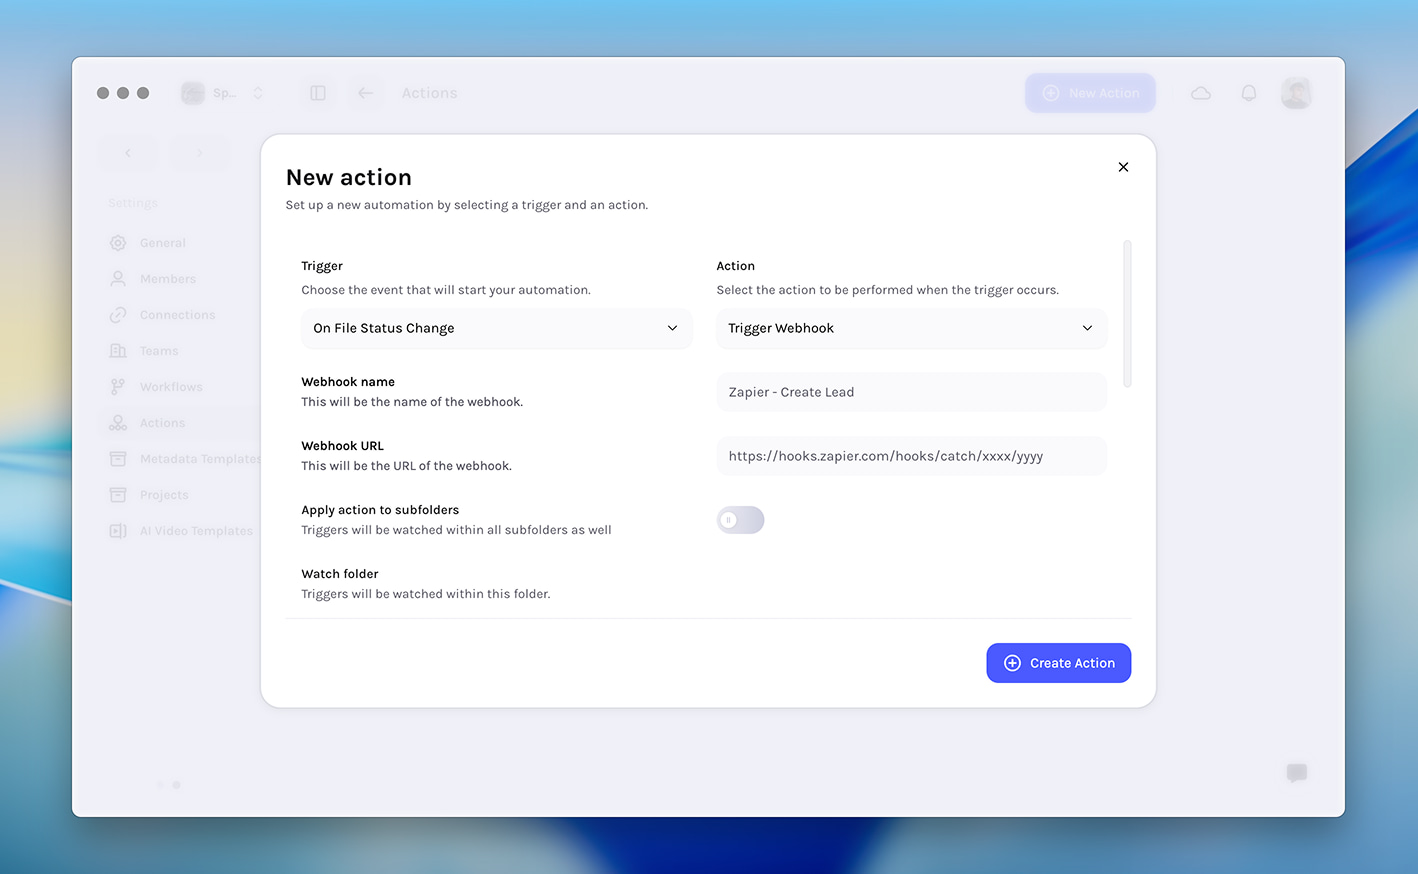 Sp...
Actions
New Action
New action
Set up a new automation by selecting a trigger and an action.
Settings
General
Members
Connections
Teams
Workflows
Actions
Metadata Templates
Projects
AI Video Templates
Trigger
Choose the event that will start your automation.
On File Status Change
Action
Select the action to be performed when the trigger occurs.
Trigger Webhook
Webhook name
This will be the name of the webhook.
Zapier - Create Lead
Webhook URL
This will be the URL of the webhook.
https://hooks.zapier.com/hooks/catch/xxxx/yyyy
Apply action to subfolders
Triggers will be watched within all subfolders as well
Watch folder
Triggers will be watched within this folder.
Create Action